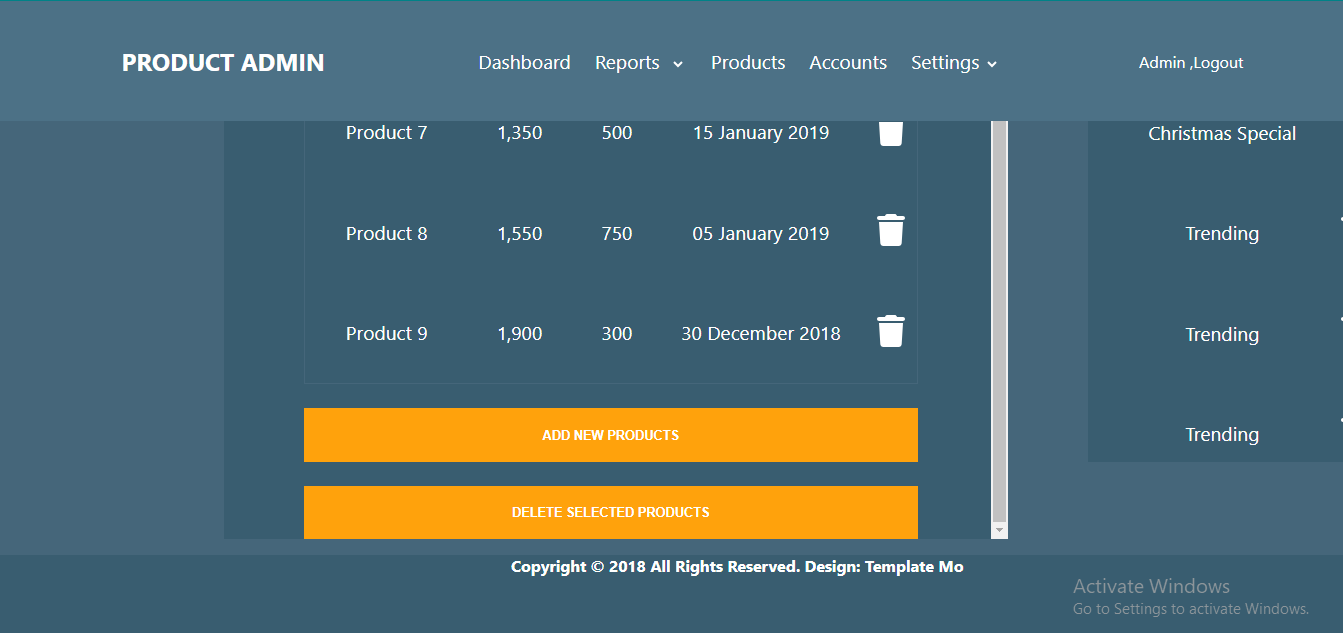 PRODUCT ADMIN Dashboard Reports Products Accounts Settings Admin ,Logout
Product 7 1,350 500 15 January 2019 Christmas Special
Product 8 1,550 750 05 January 2019 Trending
Product 9 1,900 300 30 December 2018 Trending
ADD NEW PRODUCTS Trending
DELETE SELECTED PRODUCTS
Copyright © 2018 All Rights Reserved. Design: Template Mo
Activate Windows
Go to Settings to activate Windows.